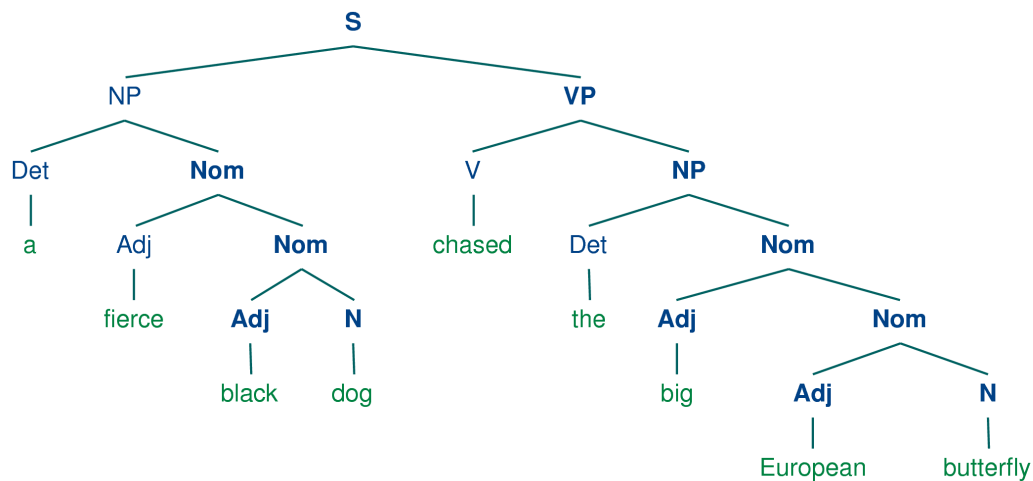 S
NP VP
Det Nom V NP
a Adj Nom chased Det Nom
fierce Adj N the Adj Nom
black dog big Adj N
European butterfly